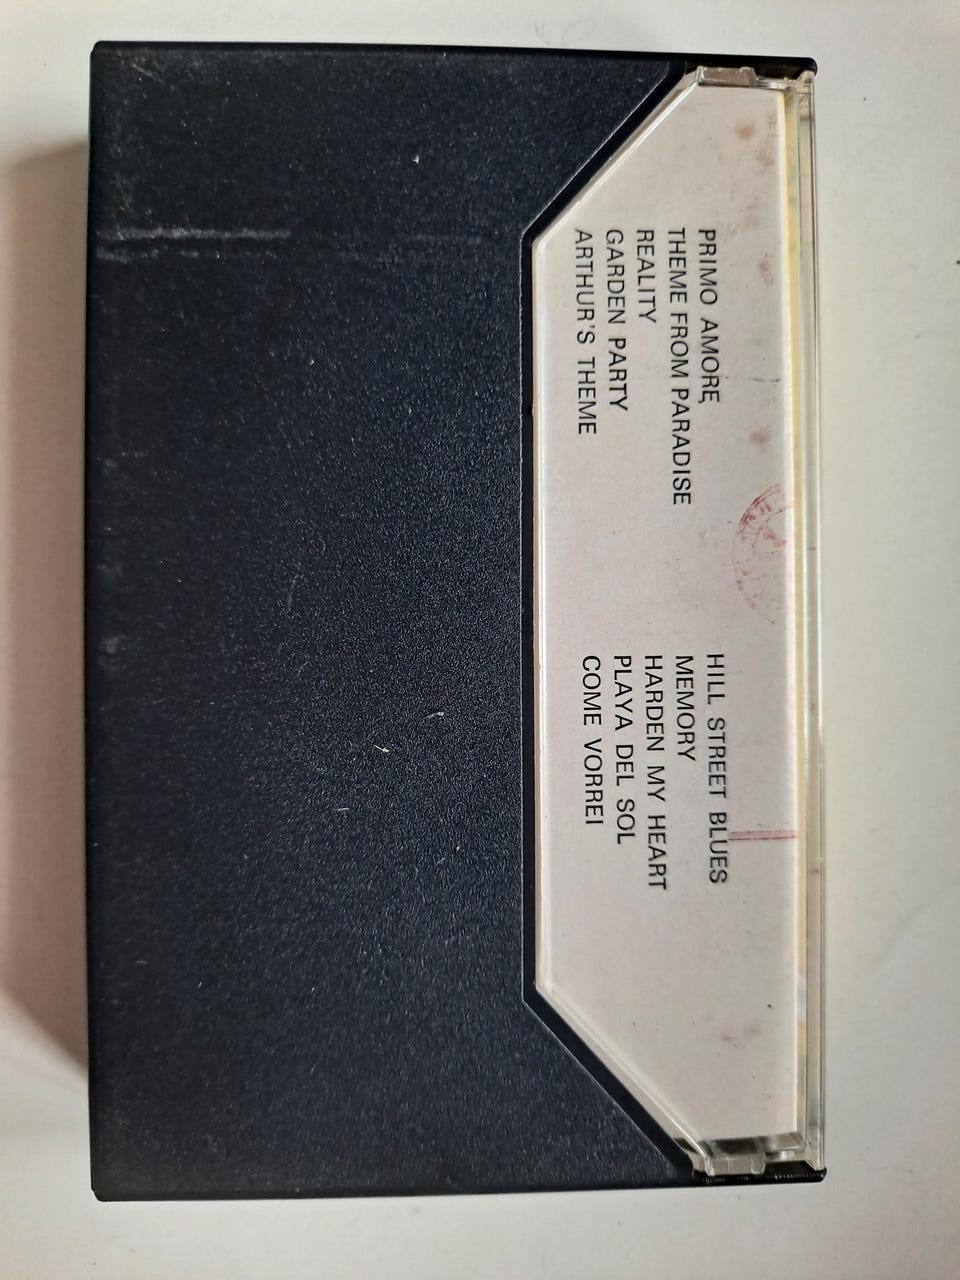 PRIMO AMORE
THEME FROM PARADISE
REALITY
GARDEN PARTY
ARTHUR'S THEME
HILL STREET BLUES
MEMORY
HARDEN MY HEART
PLAYA DEL SOL
COME VORREI